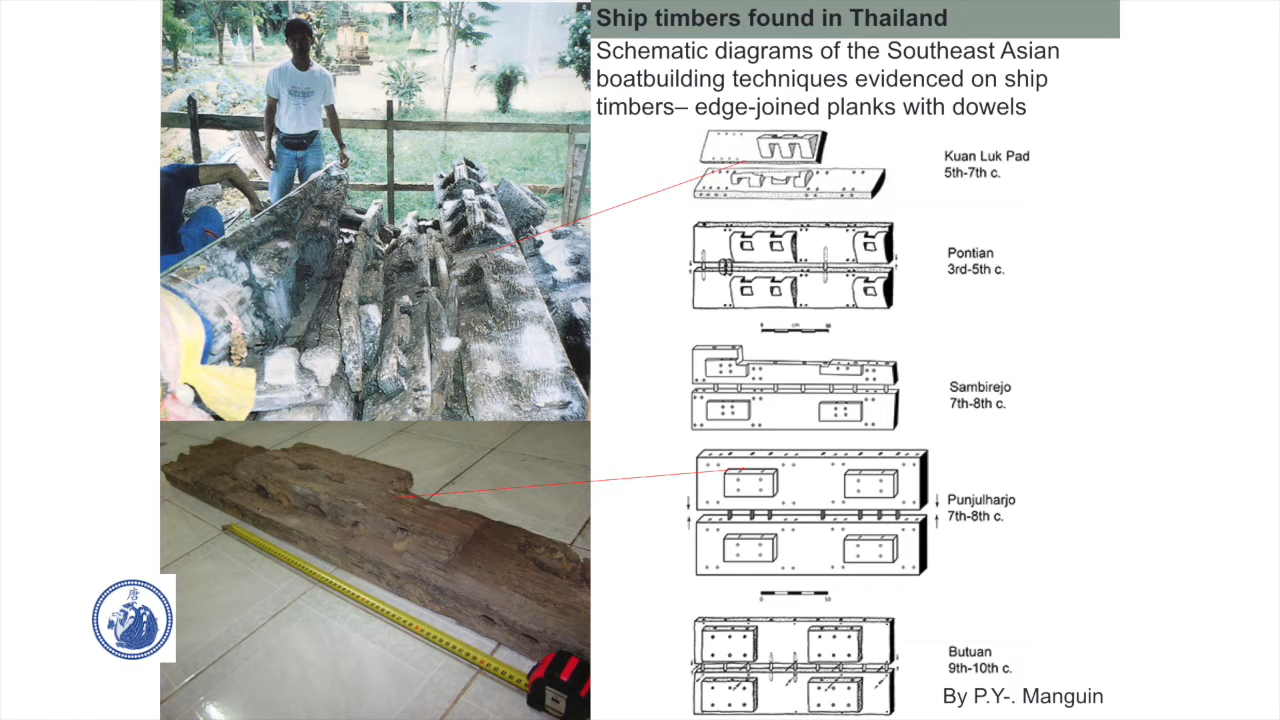 Ship timbers found in Thailand
Schematic diagrams of the Southeast Asian
boatbuilding techniques evidenced on ship
timbers– edge-joined planks with dowels
Kuan Luk Pad
5th-7th c.
Pontian
3rd-5th c.
cm
Sambirejo
7th-8th c.
Punjulharjo
7th-8th c.
50
Butuan
9th-10th c.
By P.Y-. Manguin
唐